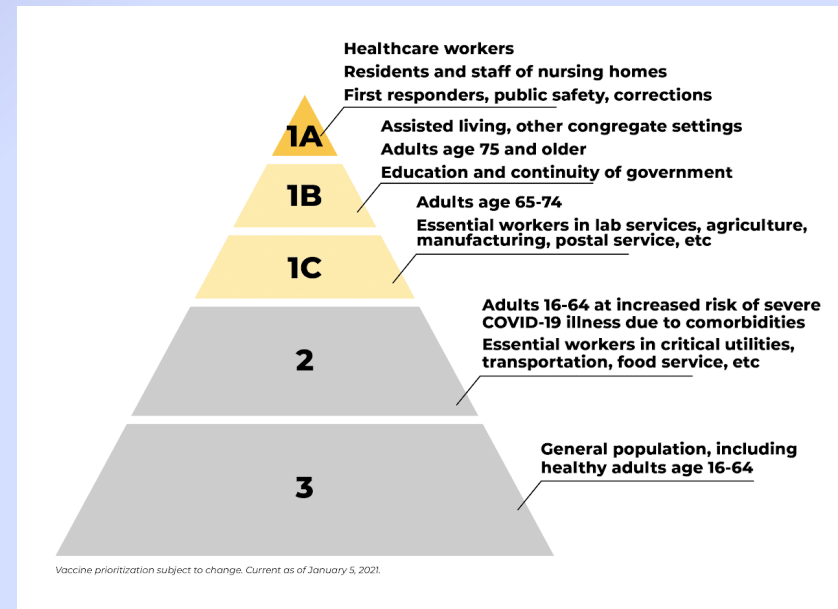 Healthcare workers
Residents and staff of nursing homes
First responders, public safety, corrections
1A
Assisted living, other congregate settings
Adults age 75 and older
Education and continuity of government
1B
Adults age 65-74
Essential workers in lab services, agriculture,
manufacturing, postal service, etc
1C
Adults 16-64 at increased risk of severe
COVID-19 illness due to comorbidities
Essential workers in critical utilities,
transportation, food service, etc
2
General population, including
healthy adults age 16-64
3
Vaccine prioritization subject to change. Current as of January 5, 2021.